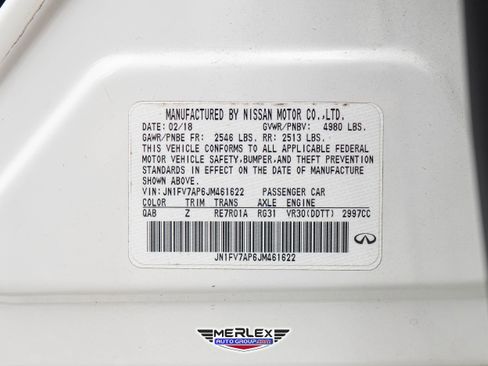 MANUFACTURED BY NISSAN MOTOR CO.,LTD.
DATE: 02/18 GVWR/PNBV: 4980 LBS.
GAWR/PNBE FR: 2546 LBS. RR: 2513 LBS.
THIS VEHICLE CONFORMS TO ALL APPLICABLE FEDERAL
MOTOR VEHICLE SAFETY,BUMPER,AND THEFT PREVENTION
STANDARDS IN EFFECT ON THE DATE OF MANUFACTURE
SHOWN ABOVE.
VIN:JN1FV7AP6JM461622 PASSENGER CAR
COLOR TRIM TRANS AXLE ENGINE
QAB Z RE7R01A RG31 VR30(DDTT) 2997CC
JN1FV7AP6JM461622
MERLEX
AUTO GROUP.com